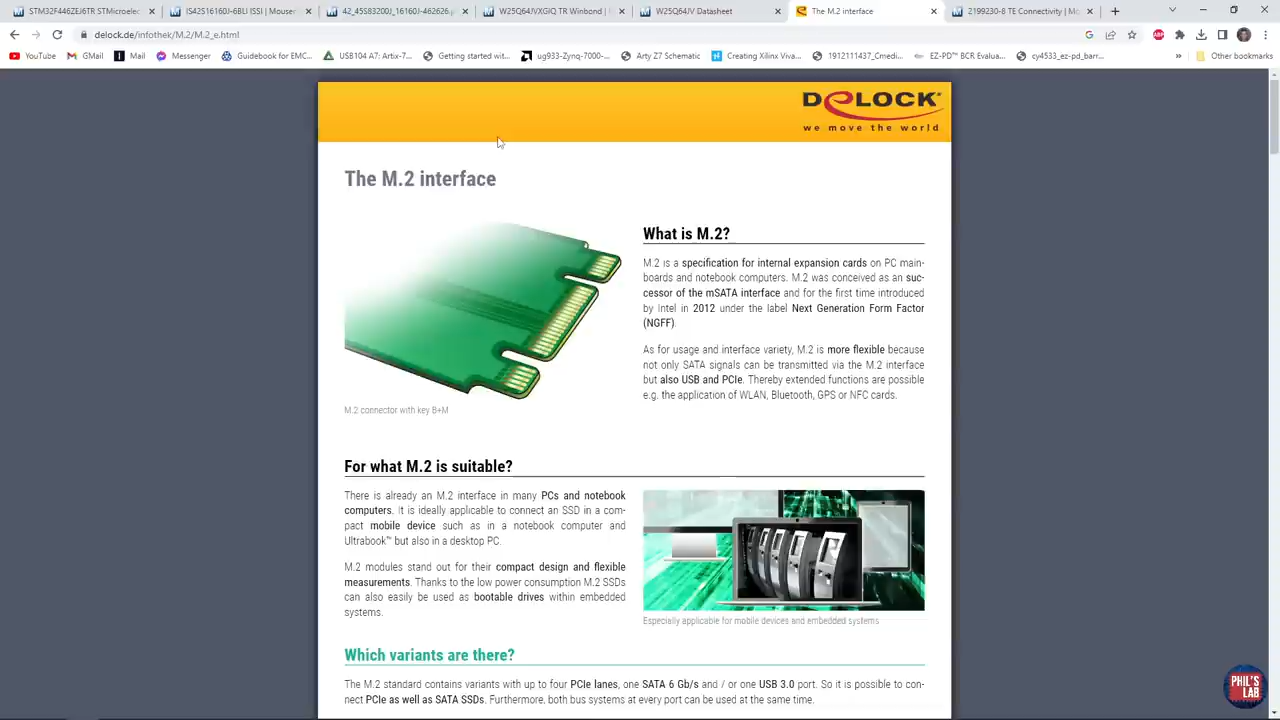 STM32F446ZEJ6TR STMicroelec
IS42S16160J-6BLI ISSI | Mouser
42_45S83200J_16160J-462626.p
W25Q64JVXGIQ TR Winbond | M
W25Q64JV Datasheet
The M.2 interface
2199230-8 TE Connectivity | Mo
delock.de/infothek/M.2/M.2_e.html
YouTube
GMail
Mail
Messenger
Guidebook for EMC...
USB104 A7: Artix-7...
Getting started wit...
ug933-Zynq-7000-...
Arty Z7 Schematic
Creating Xilinx Viva...
1912111437_Cmedi...
EZ-PD™ BCR Evalua...
cy4533_ez-pd_barr...
Other bookmarks
DeLOCK
we move the world
The M.2 interface
What is M.2?
M.2 is a specification for internal expansion cards on PC main-
boards and notebook computers. M.2 was conceived as an suc-
cessor of the mSATA interface and for the first time introduced
by Intel in 2012 under the label Next Generation Form Factor
(NGFF).
As for usage and interface variety, M.2 is more flexible because
not only SATA signals can be transmitted via the M.2 interface
but also USB and PCIe. Thereby extended functions are possible
e.g. the application of WLAN, Bluetooth, GPS or NFC cards.
M.2 connector with key B+M
For what M.2 is suitable?
There is already an M.2 interface in many PCs and notebook
computers. It is ideally applicable to connect an SSD in a com-
pact mobile device such as in a notebook computer and
Ultrabook™ but also in a desktop PC.
M.2 modules stand out for their compact design and flexible
measurements. Thanks to the low power consumption M.2 SSDs
can also easily be used as bootable drives within embedded
systems.
Especially applicable for mobile devices and embedded systems
Which variants are there?
The M.2 standard contains variants with up to four PCIe lanes, one SATA 6 Gb/s and / or one USB 3.0 port. So it is possible to con-
nect PCIe as well as SATA SSDs. Furthermore, both bus systems at every port can be used at the same time.
PHIL'S
LAB